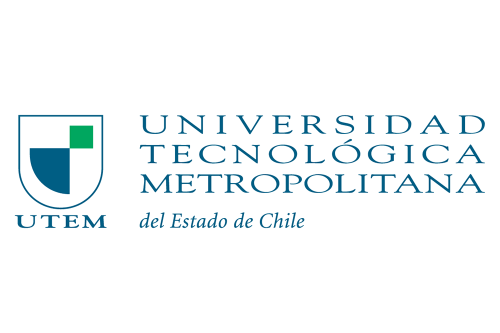 UTEM
UNIVERSIDAD
TECNOLÓGICA
METROPOLITANA
del Estado de Chile